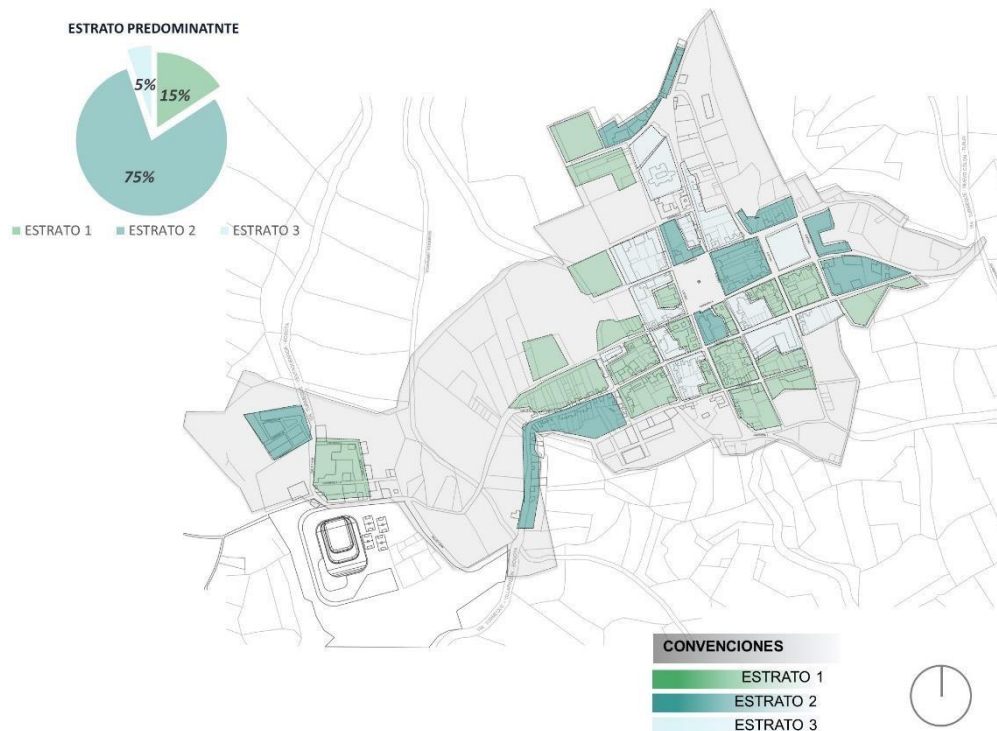 ESTRATO PREDOMINATNTE
5%
15%
75%
ESTRATO 1
ESTRATO 2
ESTRATO 3
CONVENCIONES
ESTRATO 1
ESTRATO 2
ESTRATO 3